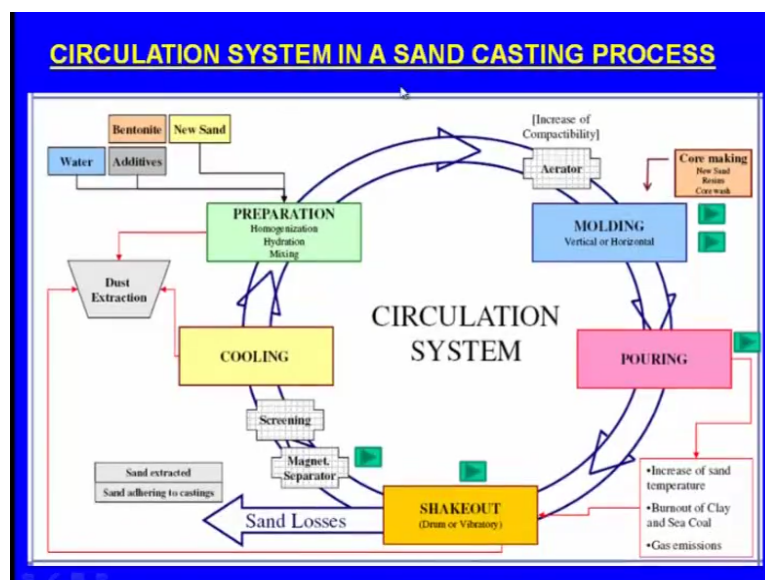 CIRCULATION SYSTEM IN A SAND CASTING PROCESS
Bentonite
New Sand
Water
Additives
[Increase of
Compactibility]
Aerator
Core making
New Sand
Resins
Core wash
PREPARATION
Homogenization
Hydration
Mixing
MOLDING
Vertical or Horizontal
Dust
Extraction
CIRCULATION
SYSTEM
COOLING
POURING
Screening
Magnet.
Separator
Sand extracted
Sand adhering to castings
Sand Losses
SHAKEOUT
(Drum or Vibratory)
•Increase of sand
temperature
•Burnout of Clay
and Sea Coal
•Gas emissions